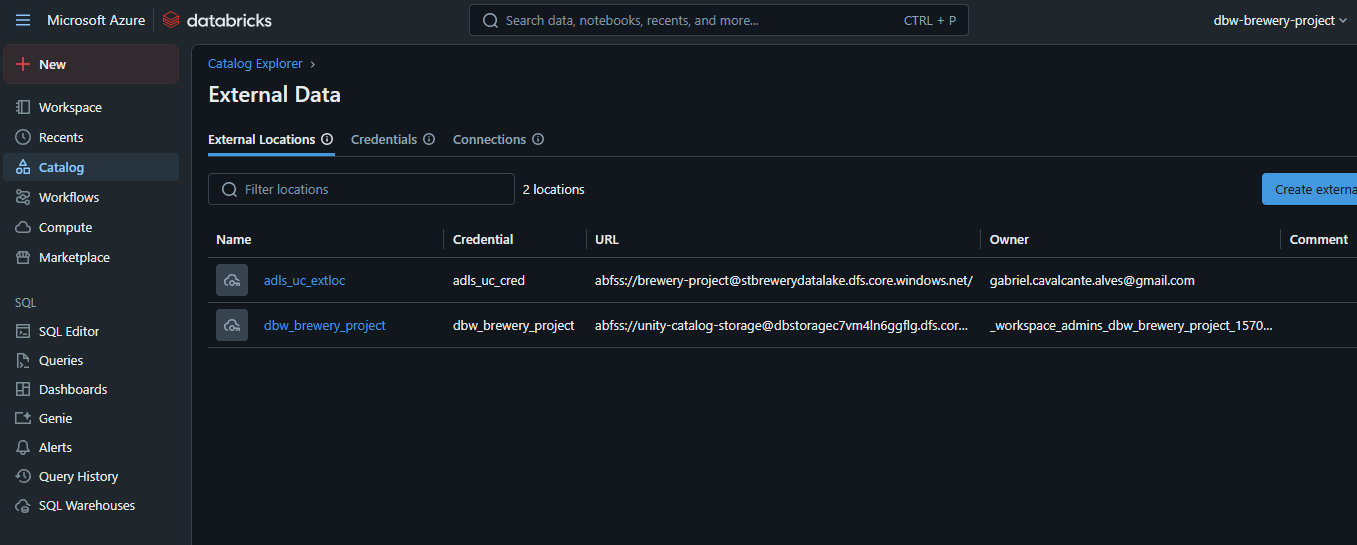 Microsoft Azure databricks Search data, notebooks, recents, and more... CTRL + P dbw-brewery-project
New
Workspace
Recents
Catalog
Workflows
Compute
Marketplace
SQL
SQL Editor
Queries
Dashboards
Genie
Alerts
Query History
SQL Warehouses
Catalog Explorer ›
External Data
External Locations Credentials Connections
Filter locations 2 locations Create externa
Name Credential URL Owner Comment
adls_uc_extloc adls_uc_cred abfss://brewery-project@stbrewerydatalake.dfs.core.windows.net/ gabriel.cavalcante.alves@gmail.com
dbw_brewery_project dbw_brewery_project abfss://unity-catalog-storage@dbstoragec7vm4ln6ggflg.dfs.cor... _workspace_admins_dbw_brewery_project_1570...